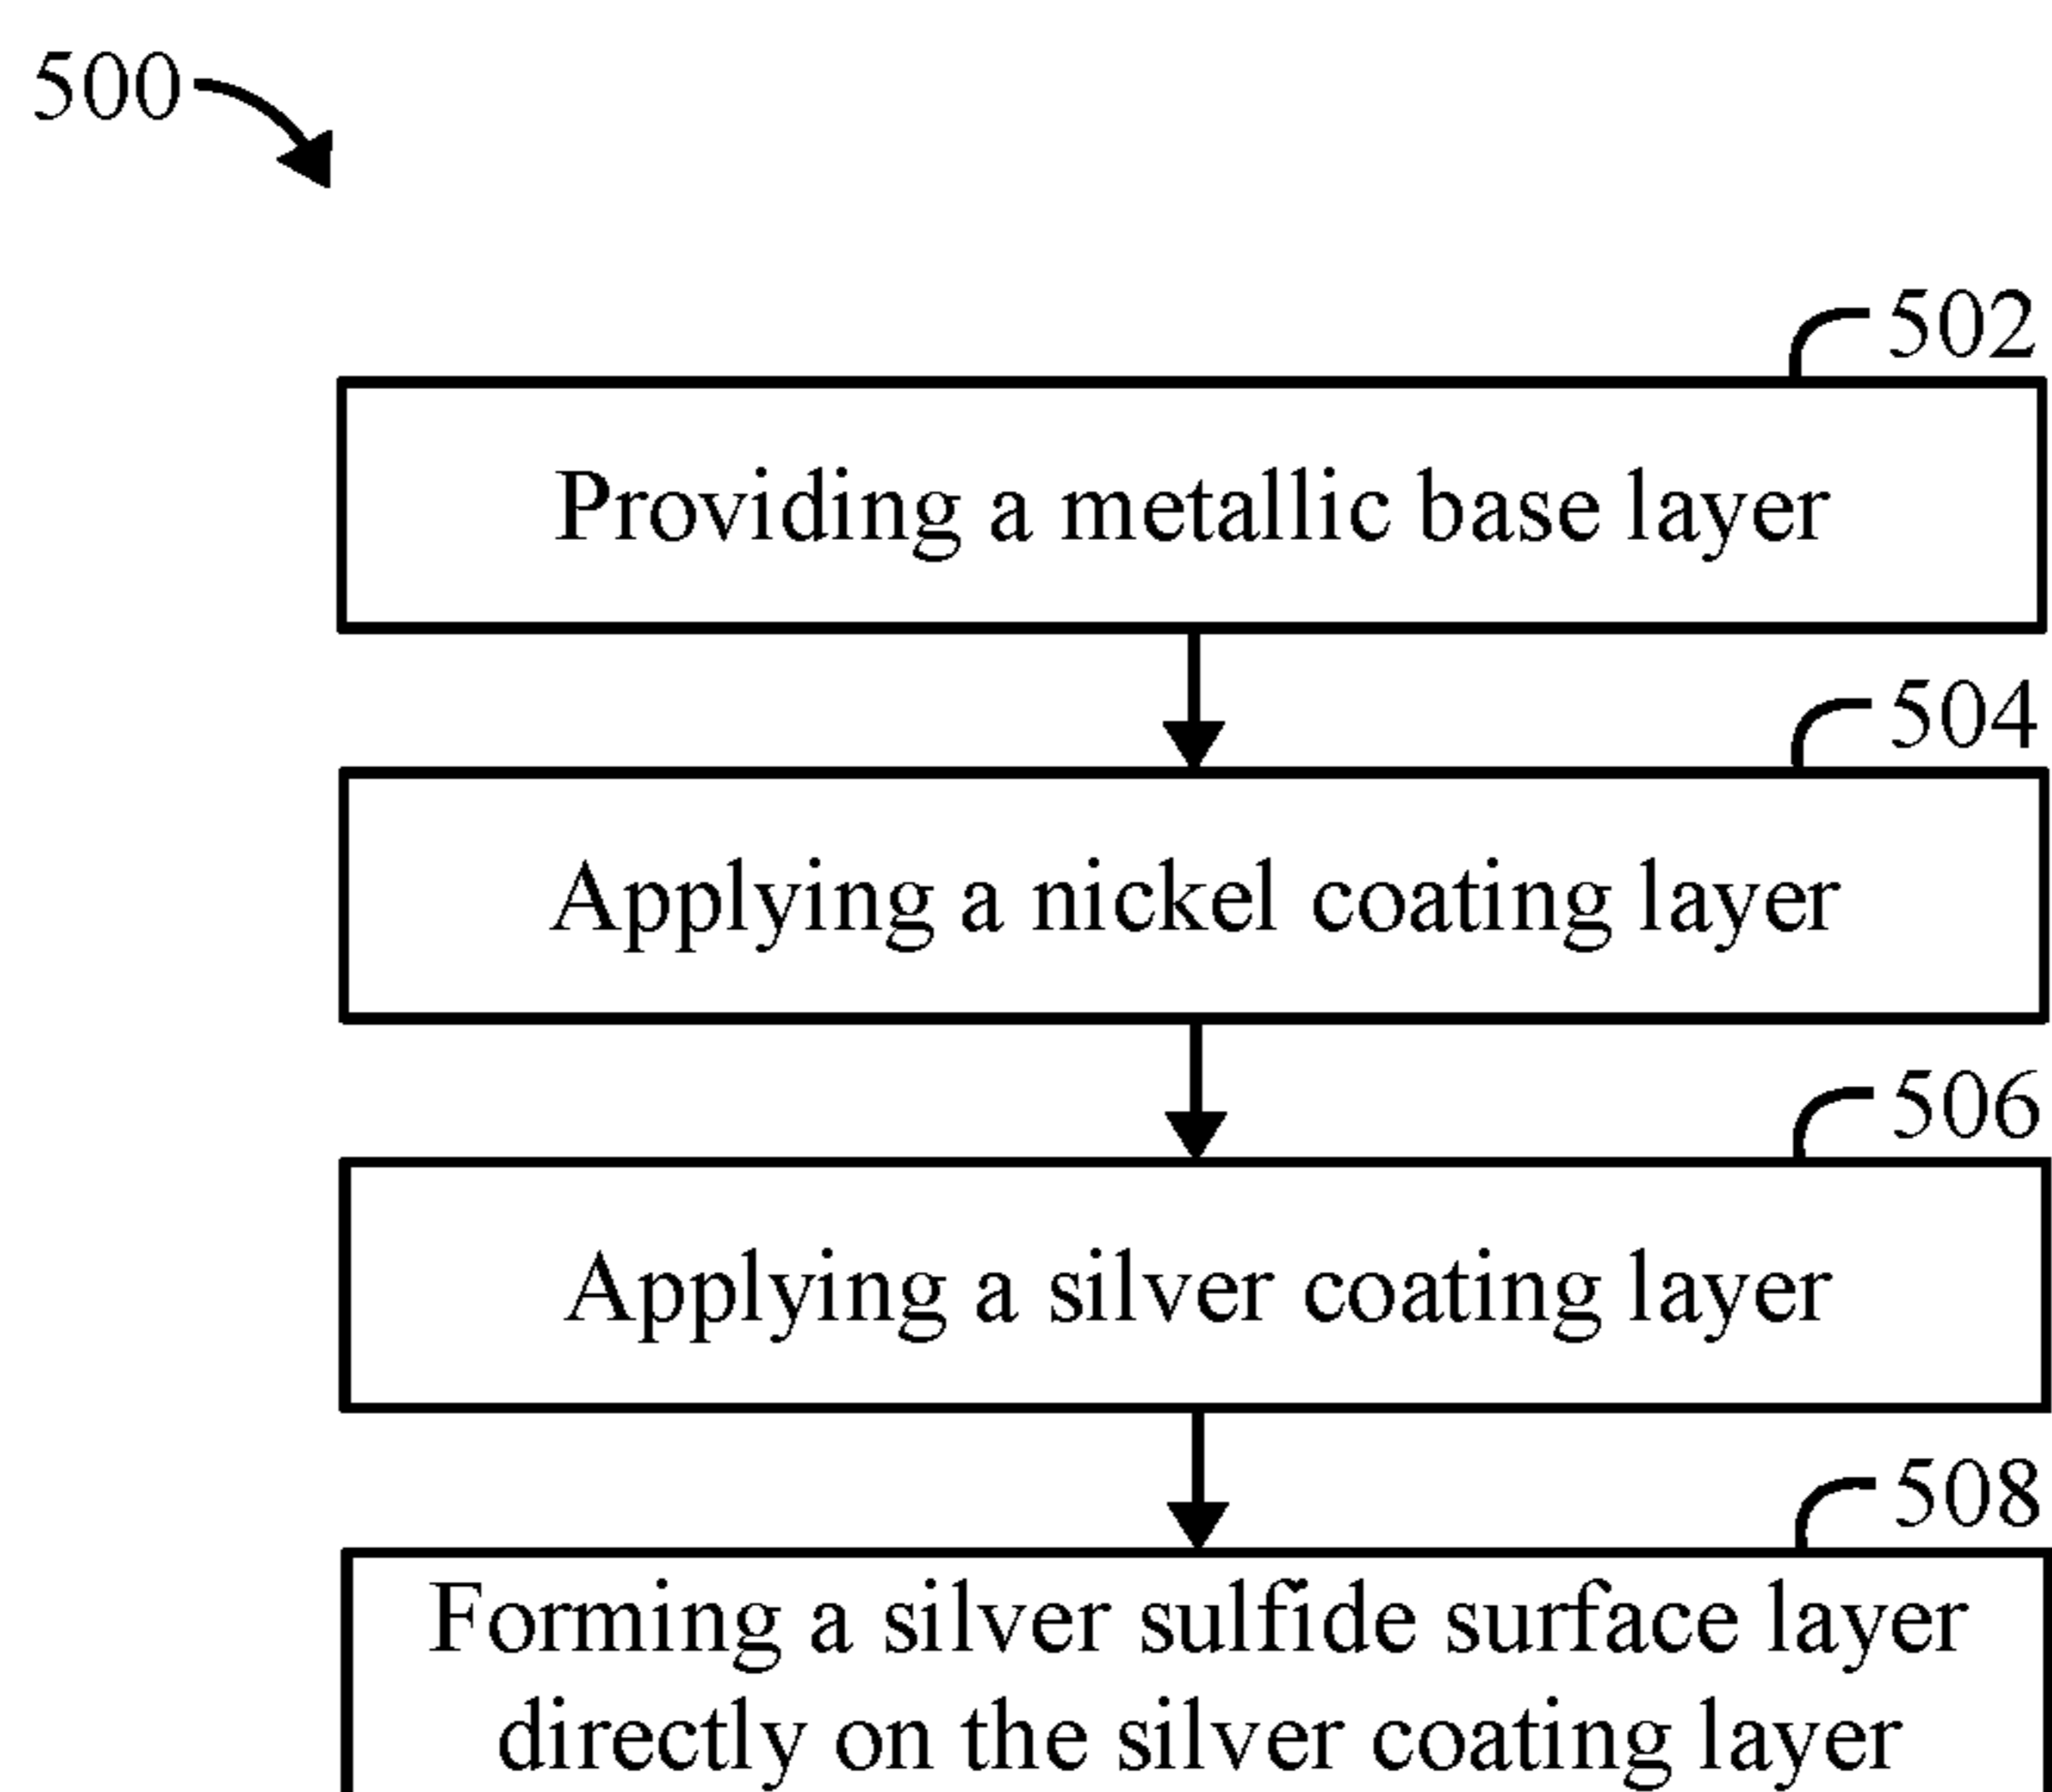 500
502
Providing a metallic base layer
504
Applying a nickel coating layer
506
Applying a silver coating layer
508
Forming a silver sulfide surface layer
directly on the silver coating layer